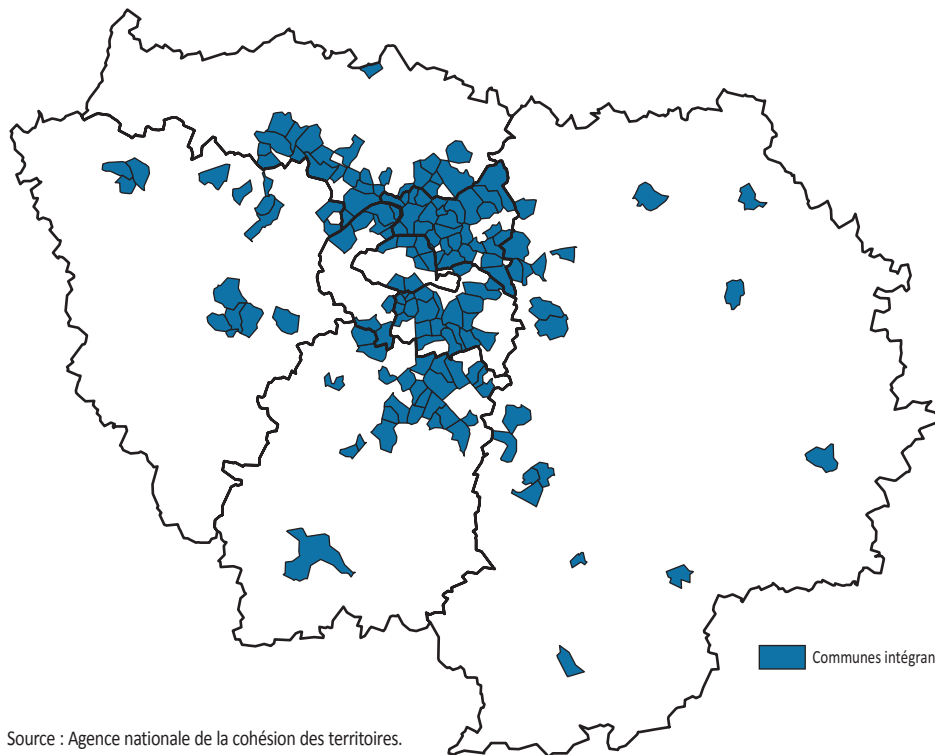 Communes intégran
Source : Agence nationale de la cohésion des territoires.